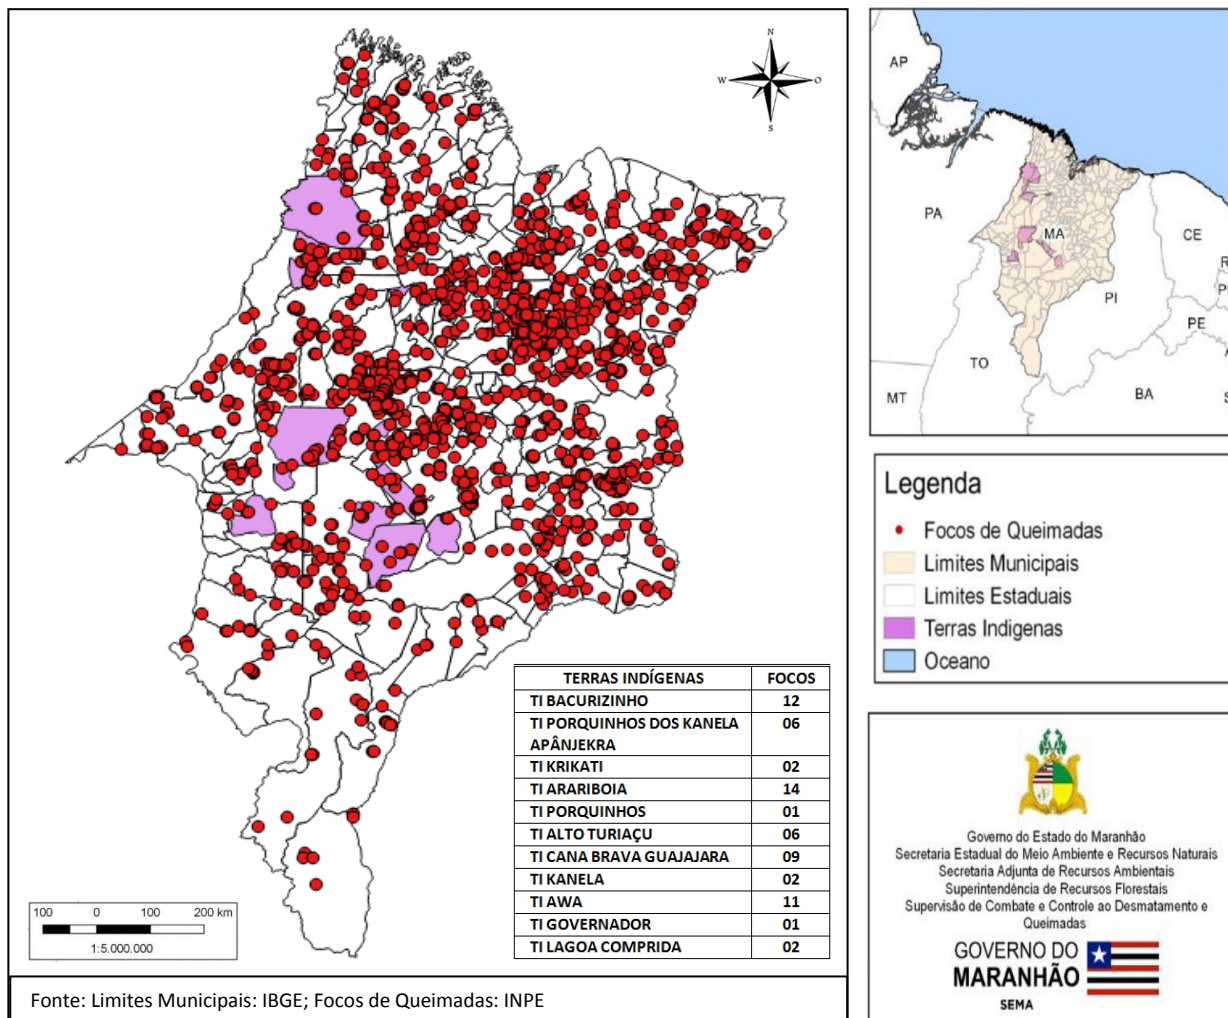 N
W
O
S
TERRAS INDÍGENAS FOCOS
TI BACURIZINHO 12
TI PORQUINHOS DOS KANELA 06
APÂNJEKRA
TI KRIKATI 02
TI ARARIBOIA 14
TI PORQUINHOS 01
TI ALTO TURIAÇU 06
TI CANA BRAVA GUAJAJARA 09
TI KANELA 02
TI AWA 11
TI GOVERNADOR 01
TI LAGOA COMPRIDA 02
100 0 100 200 km
1:5.000.000
Fonte: Limites Municipais: IBGE; Focos de Queimadas: INPE
AP
PA
MA
CE
PI
PE
TO
MT
BA
Legenda
Focos de Queimadas
Limites Municipais
Limites Estaduais
Terras Indigenas
Oceano
Governo do Estado do Maranhão
Secretaria Estadual do Meio Ambiente e Recursos Naturais
Secretaria Adjunta de Recursos Ambientais
Superintendência de Recursos Florestais
Supervisão de Combate e Controle ao Desmatamento e
Queimadas
GOVERNO DO
MARANHÃO
SEMA